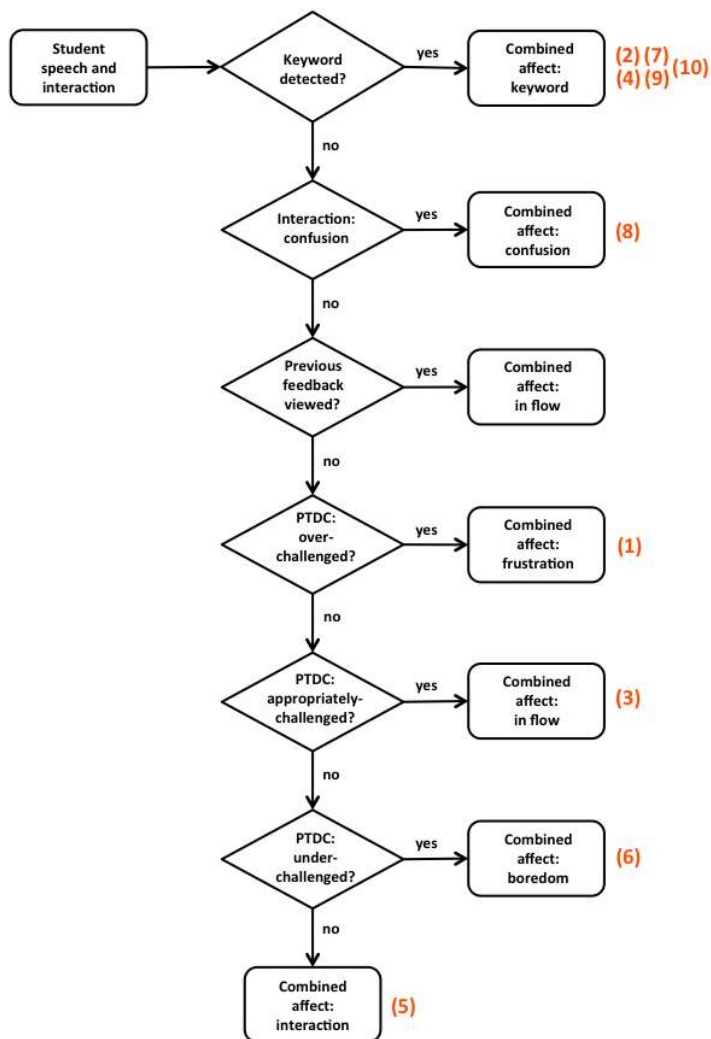 Student
speech and
interaction
Keyword
detected?
yes
Combined
affect:
keyword
(2) (7)
(4) (9)
(10)
no
Interaction:
confusion
yes
Combined
affect:
confusion
(8)
no
Previous
feedback
viewed?
yes
Combined
affect:
in flow
no
PTDC:
over-
challenged?
yes
Combined
affect:
frustration
(1)
no
PTDC:
appropriately-
challenged?
yes
Combined
affect:
in flow
(3)
no
PTDC:
under-
challenged?
yes
Combined
affect:
boredom
(6)
no
Combined
affect:
interaction
(5)